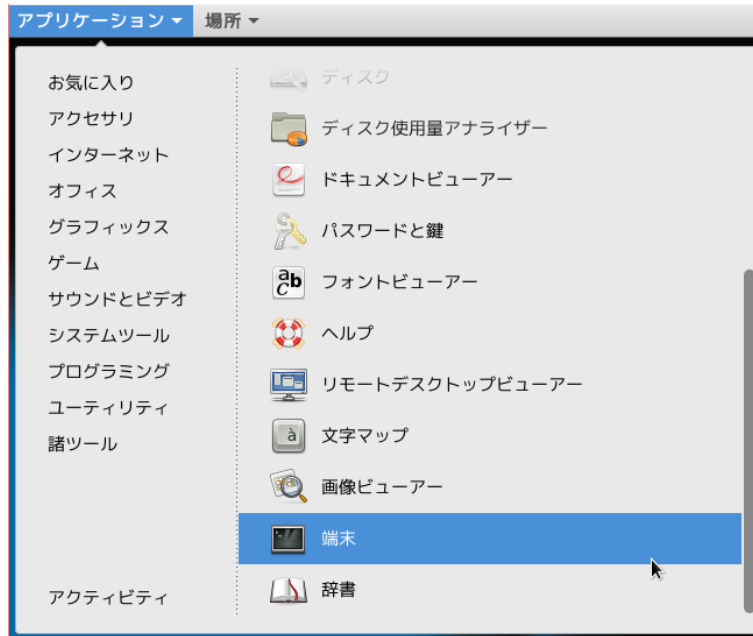 アプリケーション 場所
お気に入り
アクセサリ
インターネット
オフィス
グラフィックス
ゲーム
サウンドとビデオ
システムツール
プログラミング
ユーティリティ
諸ツール
アクティビティ
ディスク
ディスク使用量アナライザー
ドキュメントビューアー
パスワードと鍵
フォントビューアー
ヘルプ
リモートデスクトップビューアー
文字マップ
画像ビューアー
端末
辞書